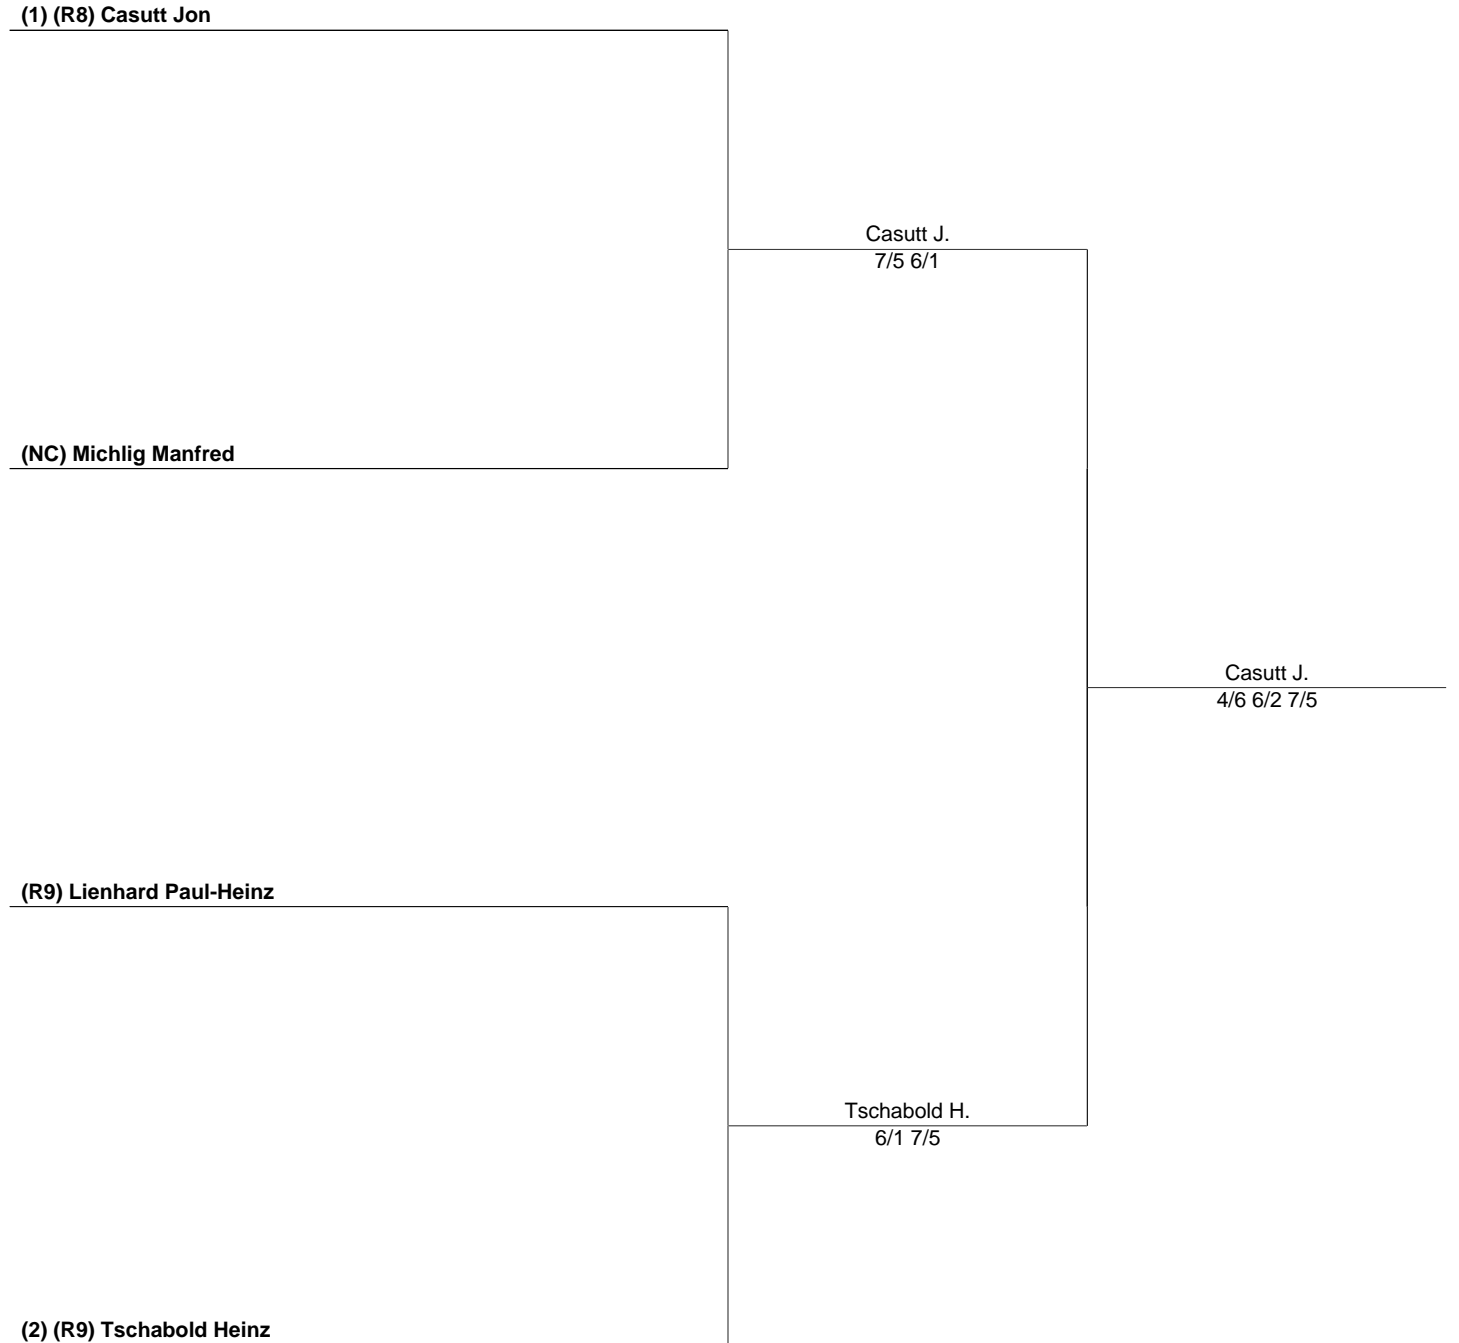 (1) (R8) Casutt Jon
Casutt J.
7/5 6/1
(NC) Michlig Manfred
Casutt J.
4/6 6/2 7/5
(R9) Lienhard Paul-Heinz
Tschabold H.
6/1 7/5
(2) (R9) Tschabold Heinz